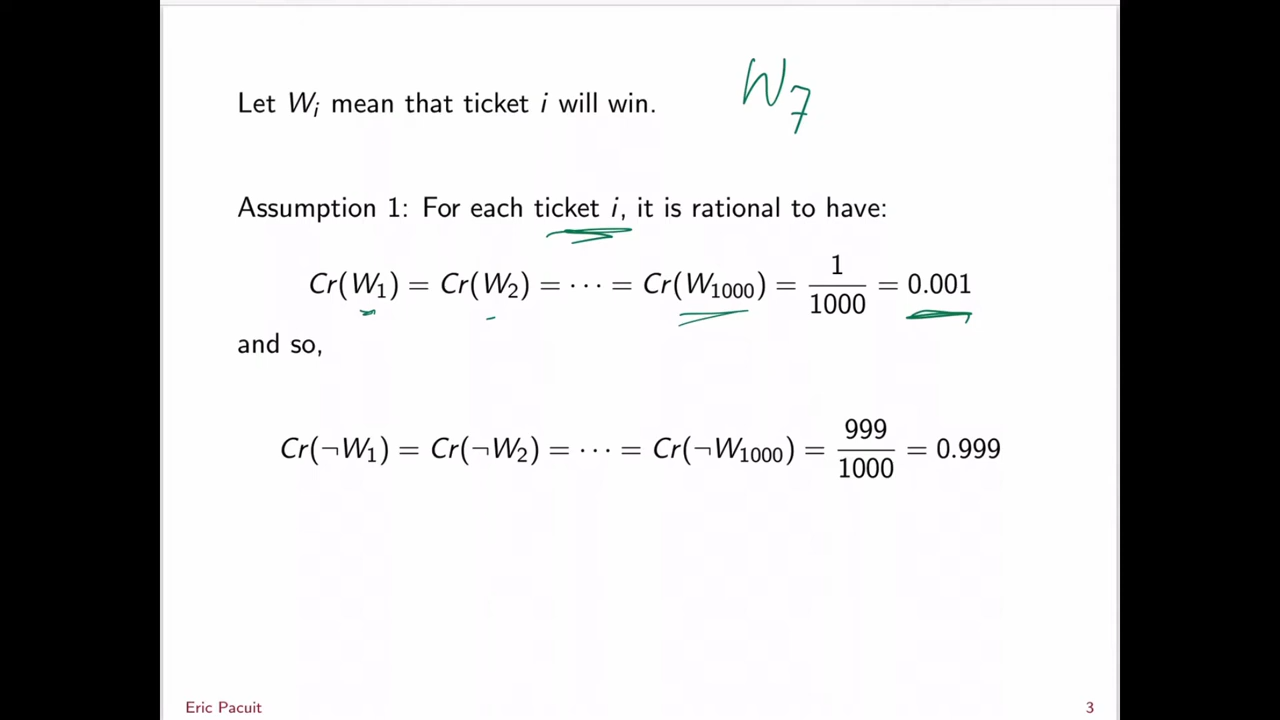 Let Wᵢ mean that ticket i will win.
W₇
Assumption 1: For each ticket i, it is rational to have:
Cr(W₁) = Cr(W₂) = ··· = Cr(W₁₀₀₀) = 1/1000 = 0.001
and so,
Cr(¬W₁) = Cr(¬W₂) = ··· = Cr(¬W₁₀₀₀) = 999/1000 = 0.999
Eric Pacuit 3